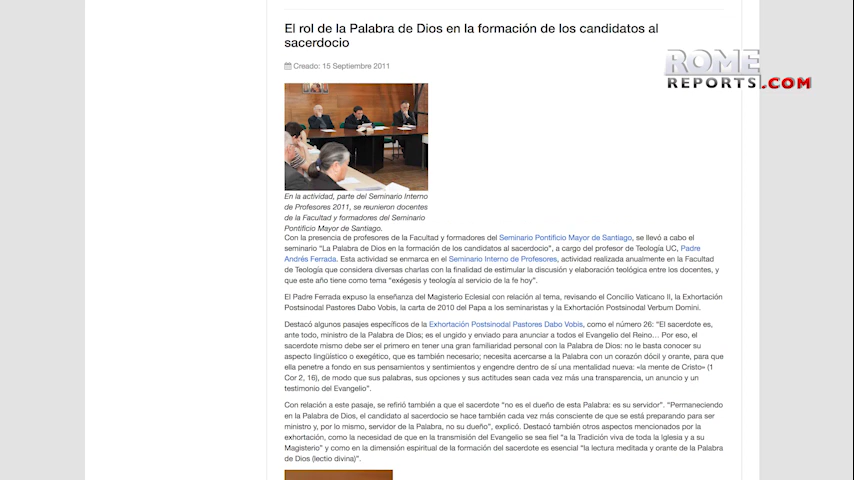 El rol de la Palabra de Dios en la formación de los candidatos al
sacerdocio
Creado: 15 Septiembre 2011
ROME
REPORTS.COM
En la actividad, parte del Seminario Interno
de Profesores 2011, se reunieron docentes
de la Facultad y formadores del Seminario
Pontificio Mayor de Santiago.
Con la presencia de profesores de la Facultad y formadores del Seminario Pontificio Mayor de Santiago, se llevó a cabo el
seminario “La Palabra de Dios en la formación de los candidatos al sacerdocio”, a cargo del profesor de Teología UC, Padre
Andrés Ferrada. Esta actividad se enmarca en el Seminario Interno de Profesores, actividad realizada anualmente en la Facultad
de Teología que considera diversas charlas con la finalidad de estimular la discusión y elaboración teológica entre los docentes, y
que este año tiene como tema “exégesis y teología al servicio de la fe hoy”.
El Padre Ferrada expuso la enseñanza del Magisterio Eclesial con relación al tema, revisando el Concilio Vaticano II, la Exhortación
Postsinodal Pastores Dabo Vobis, la carta de 2010 del Papa a los seminaristas y la Exhortación Postsinodal Verbum Domini.
Destacó algunos pasajes específicos de la Exhortación Postsinodal Pastores Dabo Vobis, como el número 26: “El sacerdote es,
ante todo, ministro de la Palabra de Dios; es el ungido y enviado para anunciar a todos el Evangelio del Reino… Por eso, el
sacerdote mismo debe ser el primero en tener una gran familiaridad personal con la Palabra de Dios: no le basta conocer su
aspecto lingüístico o exegético, que es también necesario; necesita acercarse a la Palabra con un corazón dócil y orante, para que
ella penetre a fondo en sus pensamientos y sentimientos y engendre dentro de sí una mentalidad nueva: «la mente de Cristo» (1
Cor 2, 16), de modo que sus palabras, sus opciones y sus actitudes sean cada vez más una transparencia, un anuncio y un
testimonio del Evangelio”.
Con relación a este pasaje, se refirió también a que el sacerdote “no es el dueño de esta Palabra: es su servidor”. “Permaneciendo
en la Palabra de Dios, el candidato al sacerdocio se hace también cada vez más consciente de que se está preparando para ser
ministro y, por lo mismo, servidor de la Palabra, no su dueño”, explicó. Destacó también otros aspectos mencionados por la
exhortación, como la necesidad de que en la transmisión del Evangelio se sea fiel “a la Tradición viva de toda la Iglesia y a su
Magisterio” y como en la dimensión espiritual de la formación del sacerdote es esencial “la lectura meditada y orante de la Palabra
de Dios (lectio divina)”.